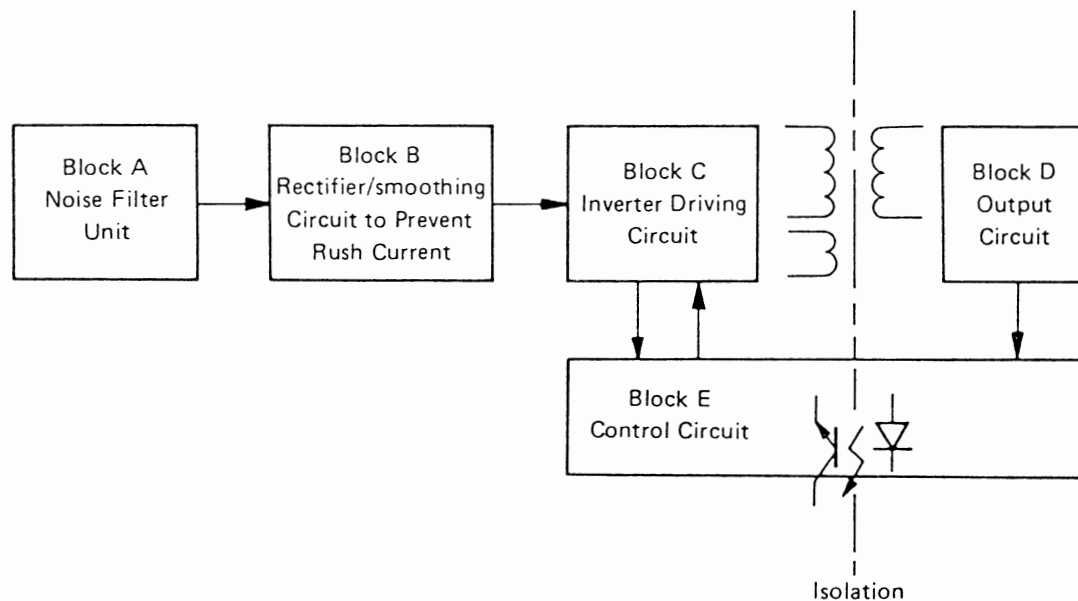 Block A
Noise Filter
Unit
Block B
Rectifier/smoothing
Circuit to Prevent
Rush Current
Block C
Inverter Driving
Circuit
Block D
Output
Circuit
Block E
Control Circuit
Isolation